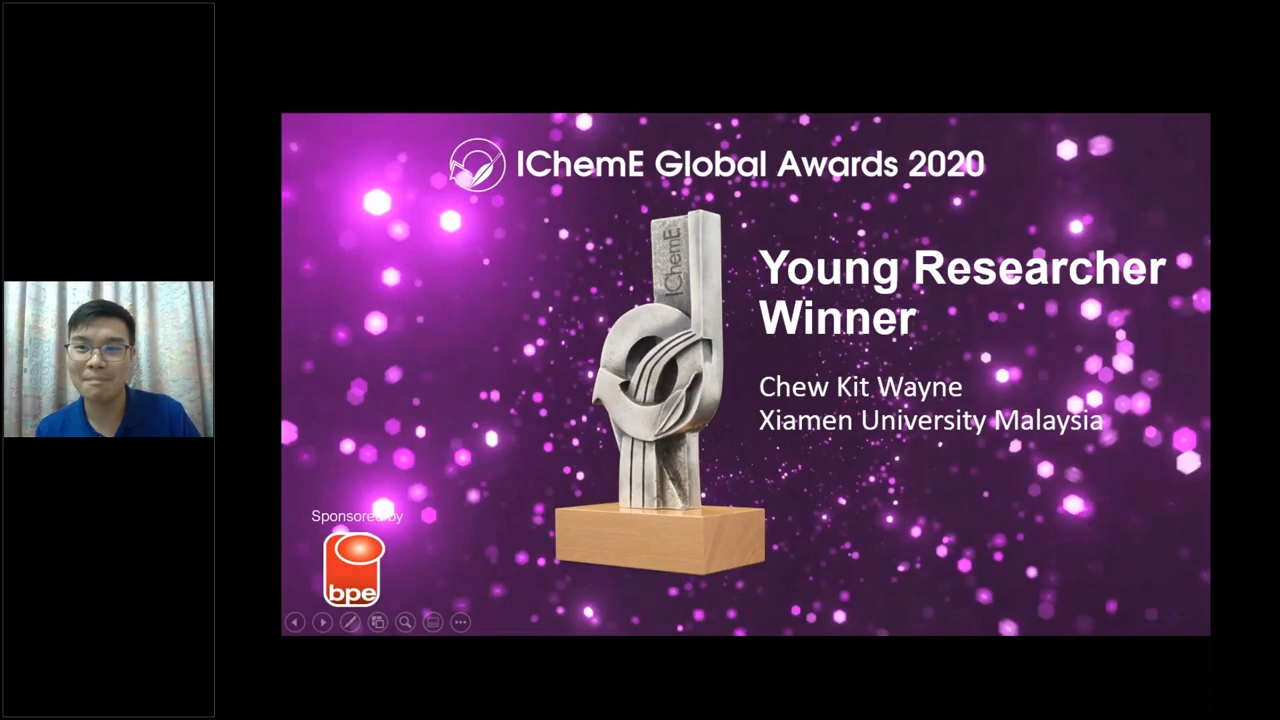 IChemE Global Awards 2020
IChemE
Young Researcher
Winner
Chew Kit Wayne
Xiamen University Malaysia
Sponsored by
bpe